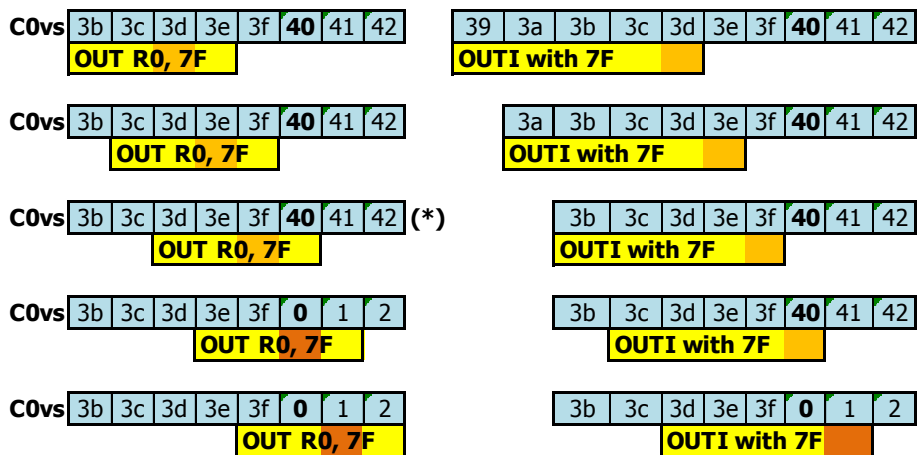 C0vs 3b 3c 3d 3e 3f 40 41 42 39 3a 3b 3c 3d 3e 3f 40 41 42
OUT R0, 7F OUTI with 7F
C0vs 3b 3c 3d 3e 3f 40 41 42 3a 3b 3c 3d 3e 3f 40 41 42
OUT R0, 7F OUTI with 7F
C0vs 3b 3c 3d 3e 3f 40 41 42 (*) 3b 3c 3d 3e 3f 40 41 42
OUT R0, 7F OUTI with 7F
C0vs 3b 3c 3d 3e 3f 0 1 2 3b 3c 3d 3e 3f 40 41 42
OUT R0, 7F OUTI with 7F
C0vs 3b 3c 3d 3e 3f 0 1 2 3b 3c 3d 3e 3f 0 1 2
OUT R0, 7F OUTI with 7F